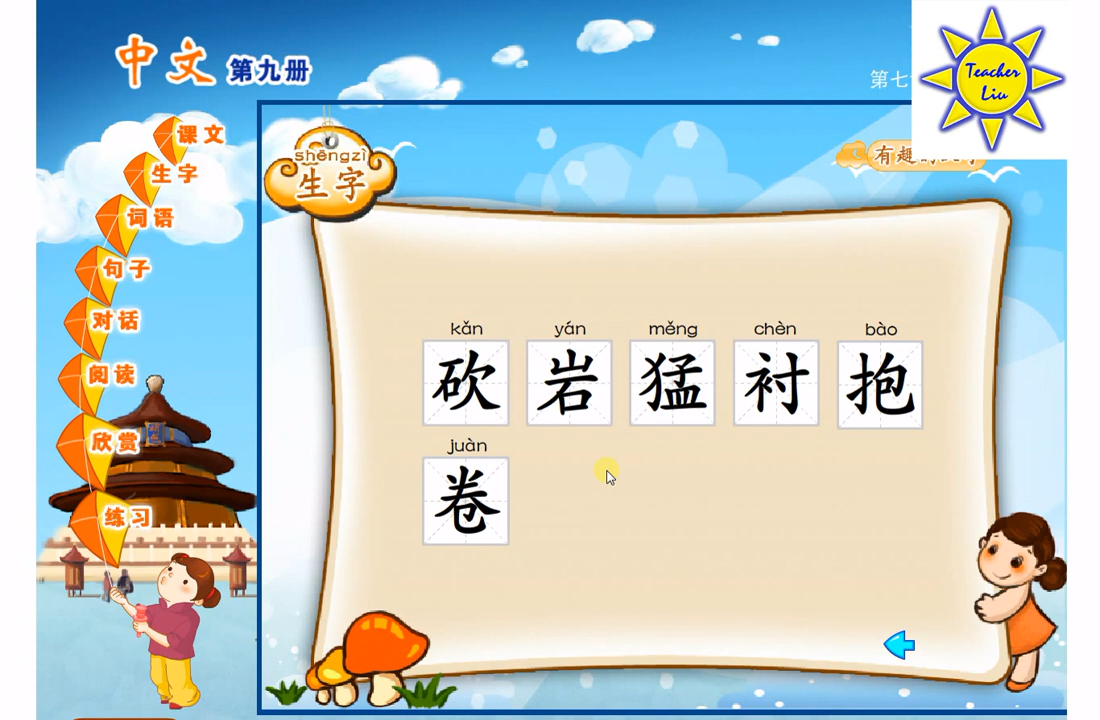 中文 第九册
第七
Teacher
Liu
课文
生字
词语
句子
对话
阅读
欣赏
练习
shēngzì
生字
有趣的
kǎn yán měng chèn bào
砍 岩 猛 衬 抱
juàn
卷